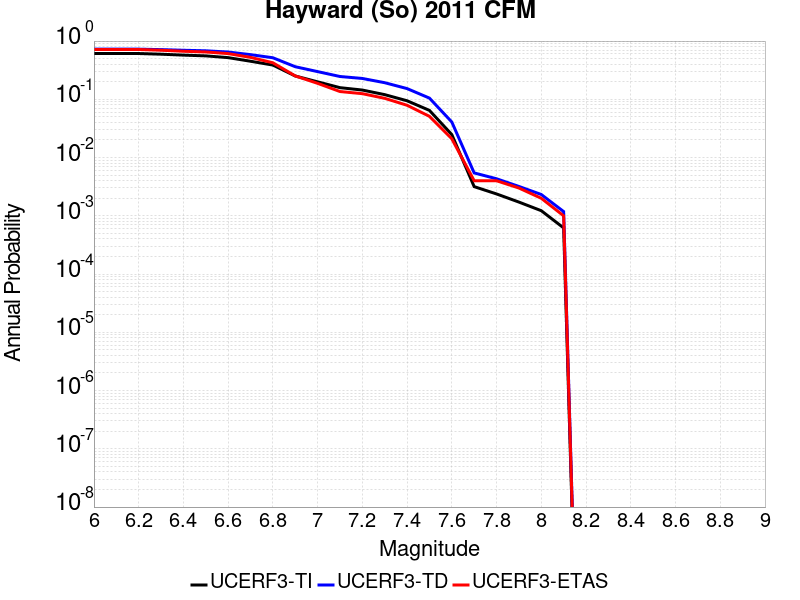 Hayward (So) 2011 CFM
10^0
10^-1
10^-2
10^-3
10^-4
10^-5
10^-6
10^-7
10^-8
Annual Probability
6 6.2 6.4 6.6 6.8 7 7.2 7.4 7.6 7.8 8 8.2 8.4 8.6 8.8 9
Magnitude
UCERF3-TI UCERF3-TD UCERF3-ETAS